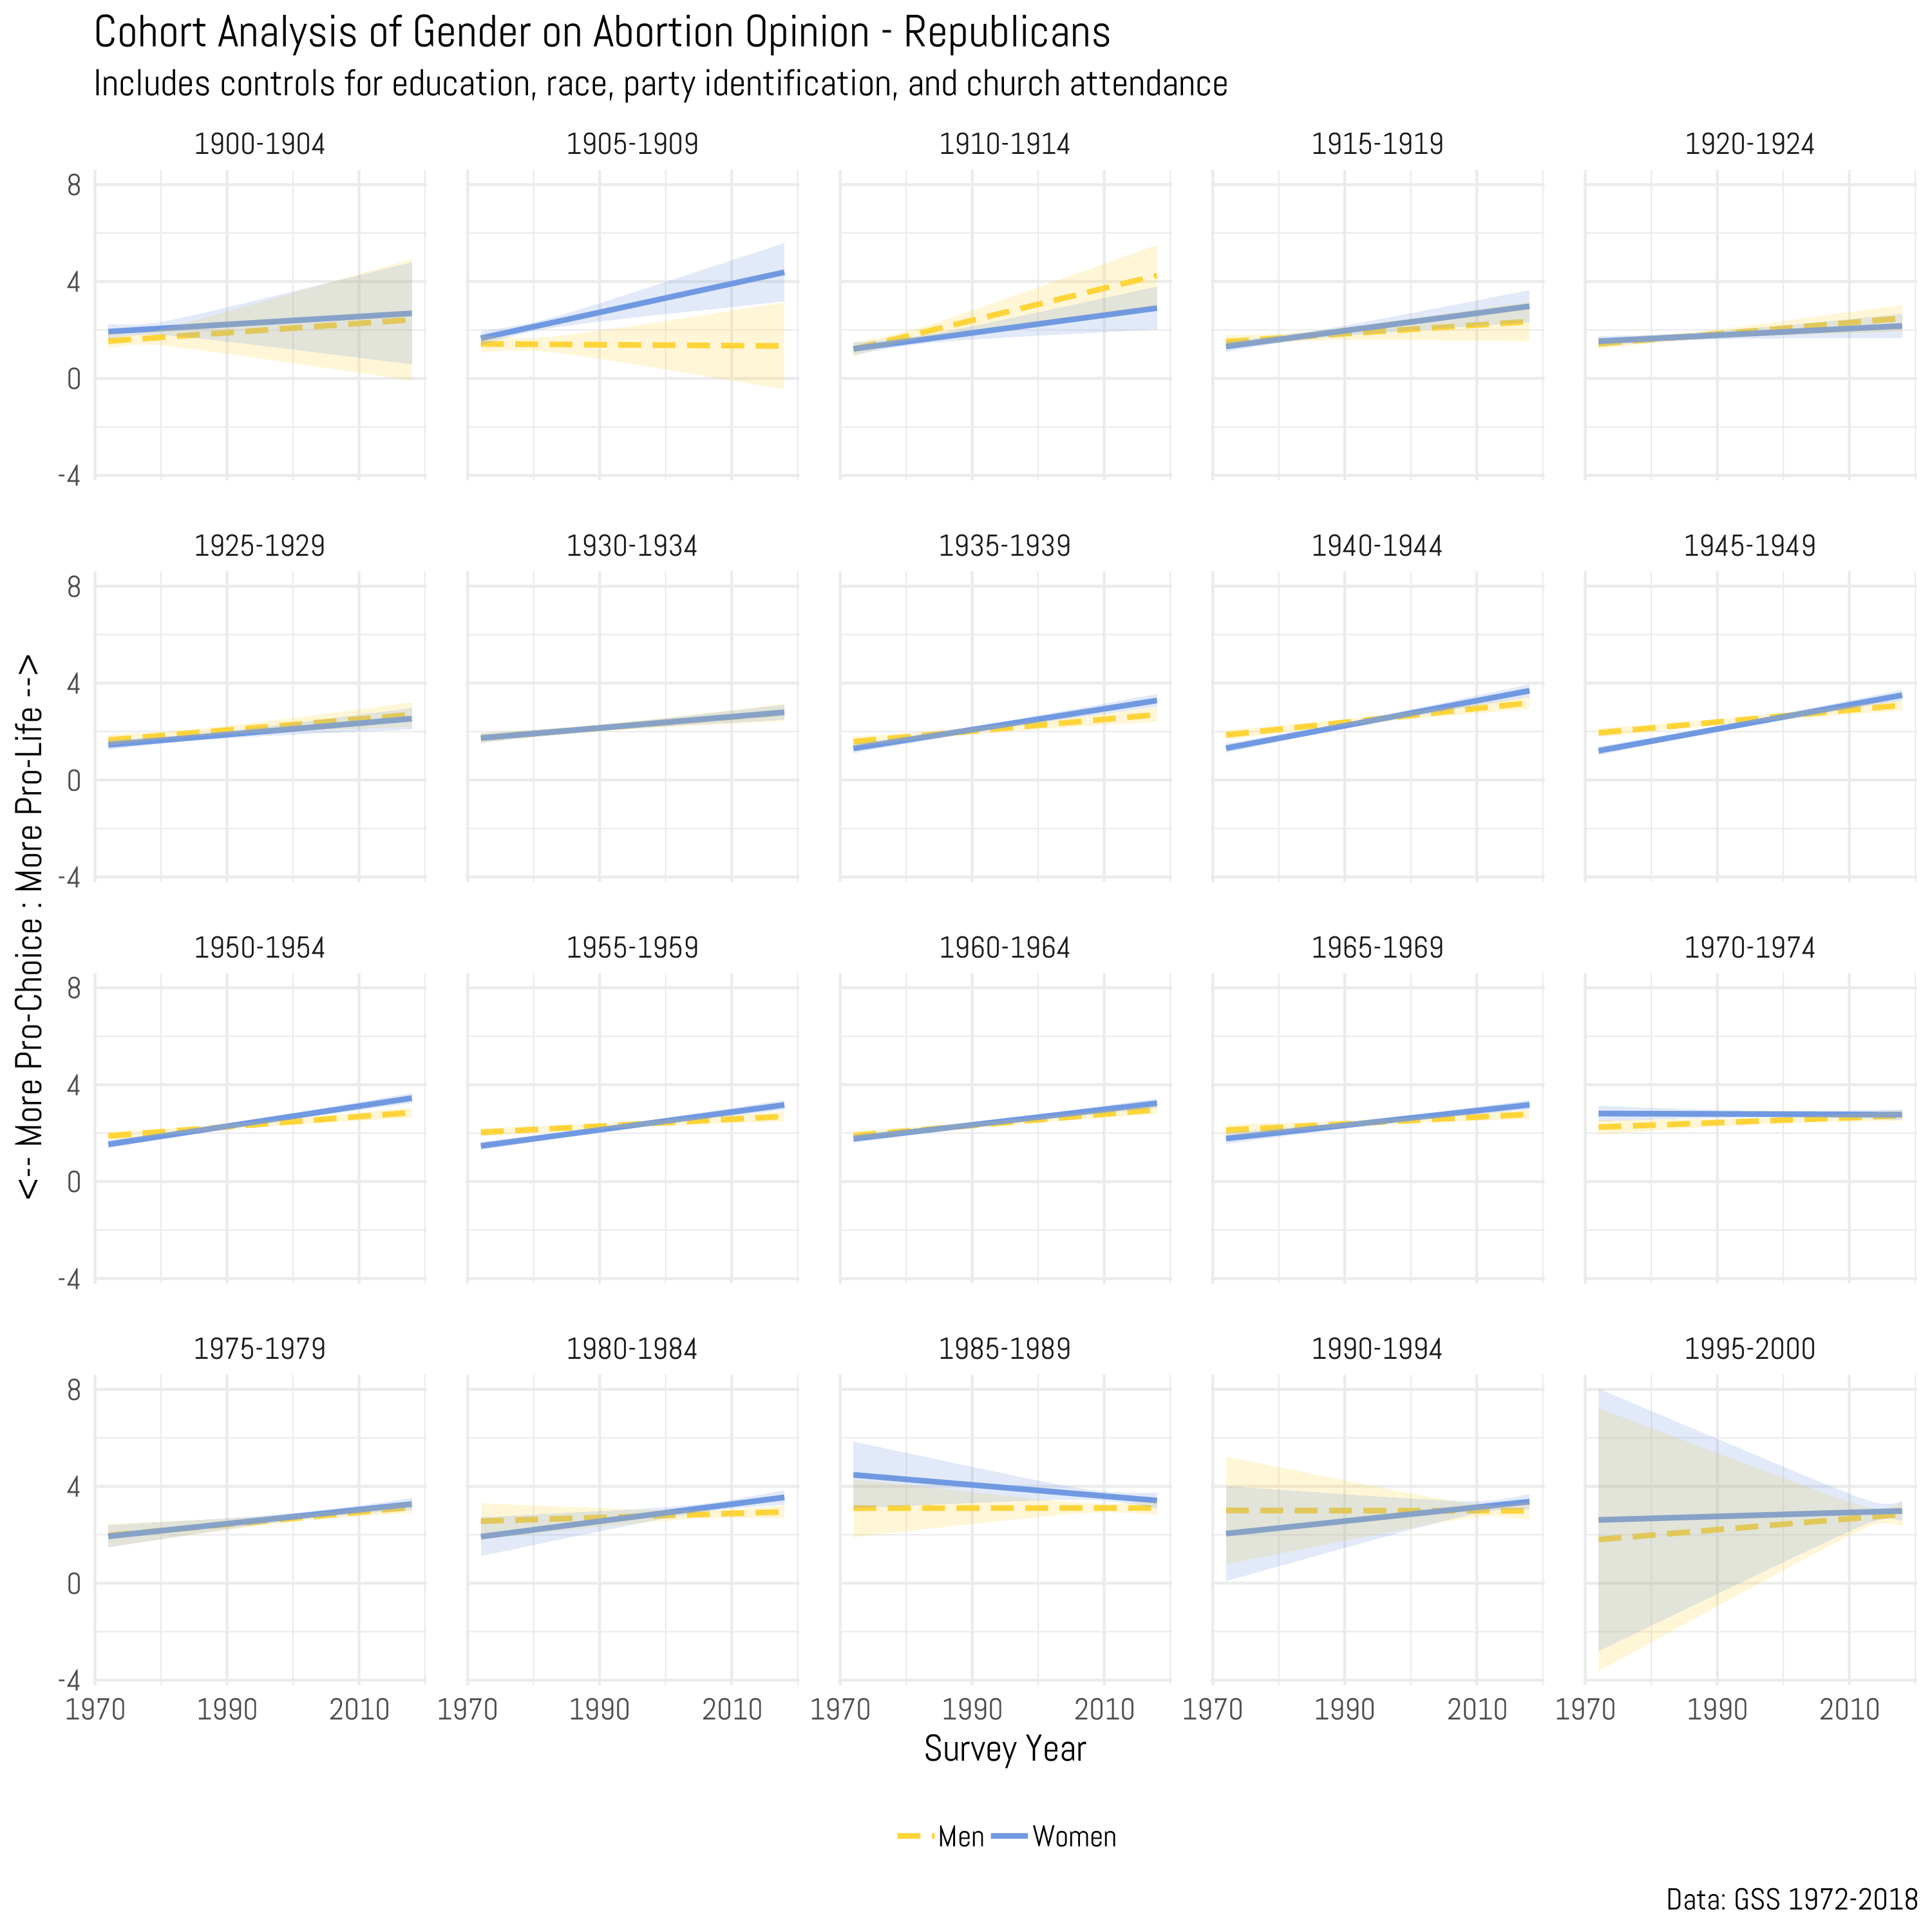 Cohort Analysis of Gender on Abortion Opinion - Republicans
Includes controls for education, race, party identification, and church attendance
<-- More Pro-Choice : More Pro-Life -->
1900-1904 1905-1909 1910-1914 1915-1919 1920-1924
8
4
0
-4
1925-1929 1930-1934 1935-1939 1940-1944 1945-1949
8
4
0
-4
1950-1954 1955-1959 1960-1964 1965-1969 1970-1974
8
4
0
-4
1975-1979 1980-1984 1985-1989 1990-1994 1995-2000
8
4
0
-4
1970 1990 2010 1970 1990 2010 1970 1990 2010 1970 1990 2010 1970 1990 2010
Survey Year
Men Women
Data: GSS 1972-2018